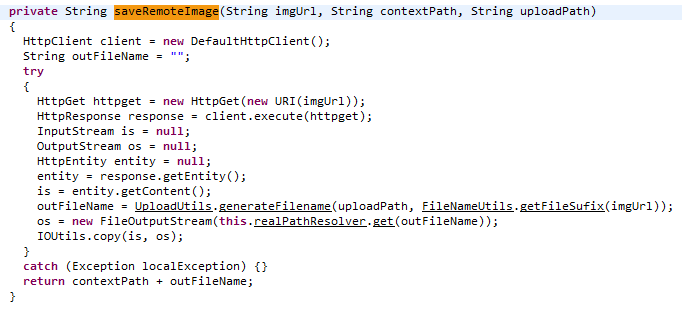 private String saveRemoteImage(String imgUrl, String contextPath, String uploadPath)
{
  HttpClient client = new DefaultHttpClient();
  String outFileName = "";
  try
  {
    HttpGet httpget = new HttpGet(new URI(imgUrl));
    HttpResponse response = client.execute(httpget);
    InputStream is = null;
    OutputStream os = null;
    HttpEntity entity = null;
    entity = response.getEntity();
    is = entity.getContent();
    outFileName = UploadUtils.generateFilename(uploadPath, FileNameUtils.getFileSufix(imgUrl));
    os = new FileOutputStream(this.realPathResolver.get(outFileName));
    IOUtils.copy(is, os);
  }
  catch (Exception localException) {}
  return contextPath + outFileName;
}